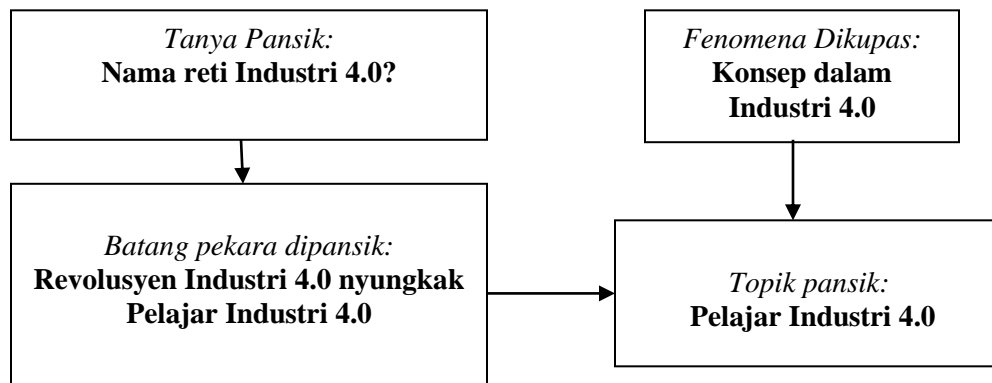 Tanya Pansik:
Nama reti Industri 4.0?
Fenomena Dikupas:
Konsep dalam
Industri 4.0
Batang pekara dipansik:
Revolusyen Industri 4.0 nyungkak
Pelajar Industri 4.0
Topik pansik:
Pelajar Industri 4.0